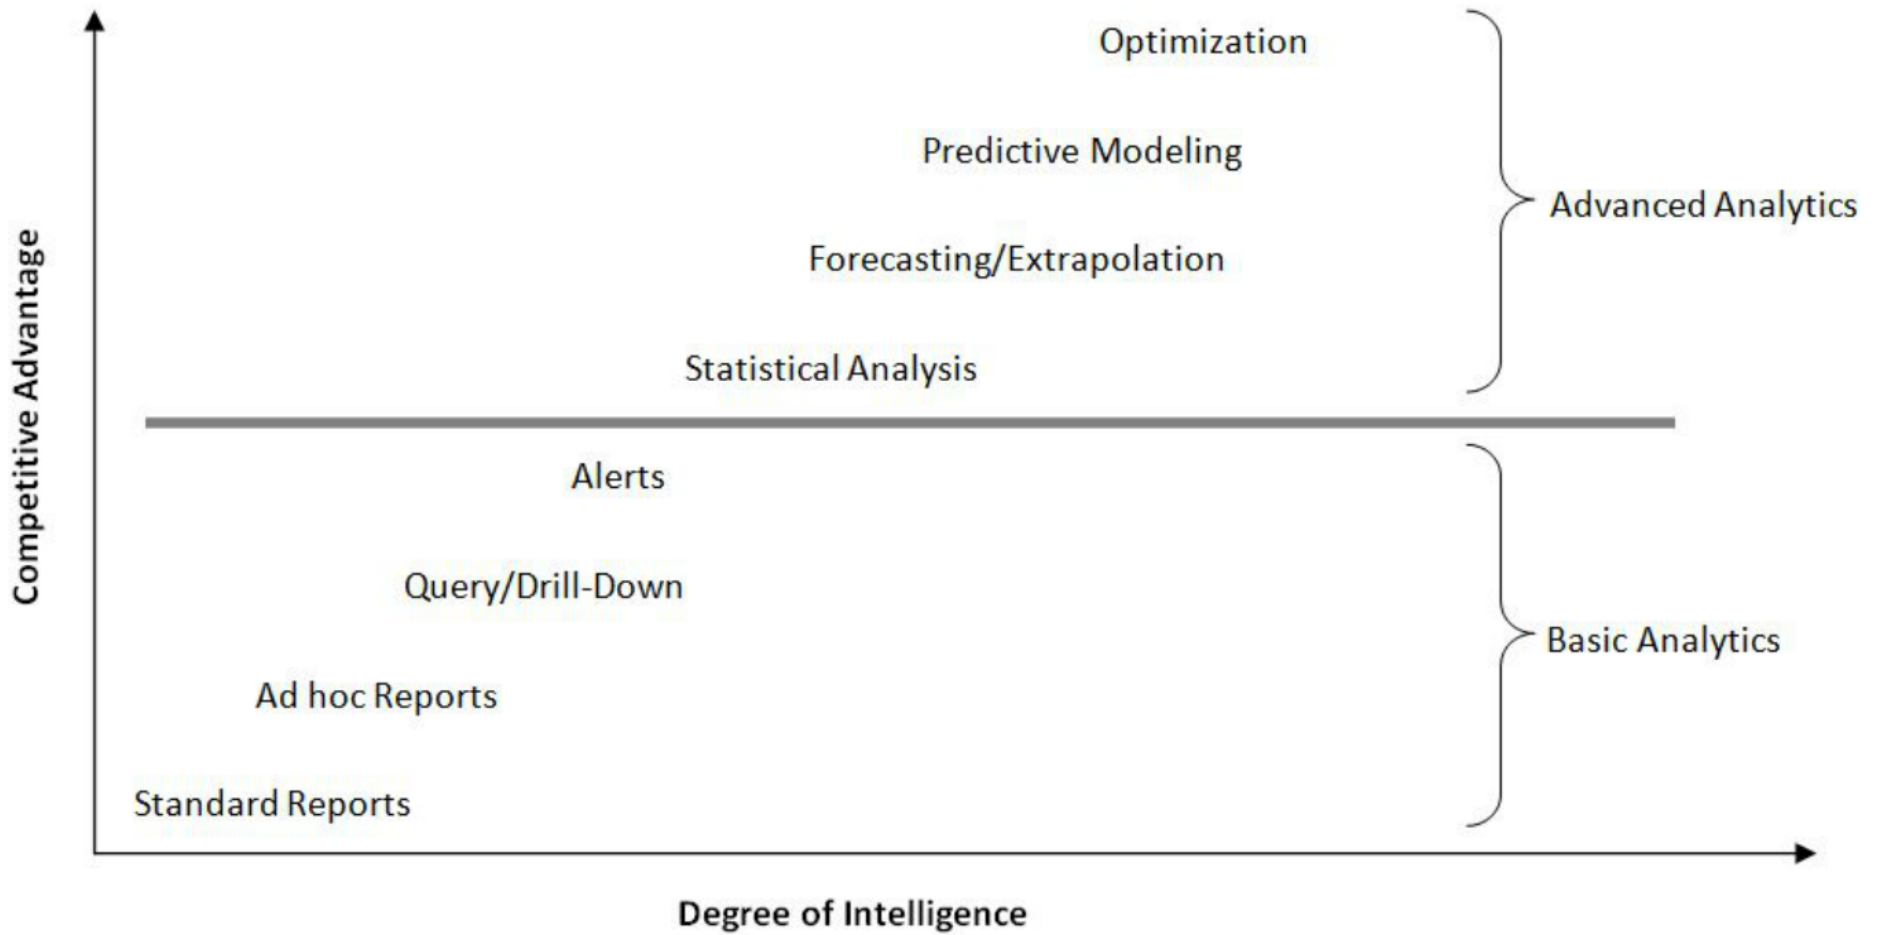 Optimization
Predictive Modeling
Advanced Analytics
Forecasting/Extrapolation
Statistical Analysis
Competitive Advantage
Alerts
Query/Drill-Down
Basic Analytics
Ad hoc Reports
Standard Reports
Degree of Intelligence